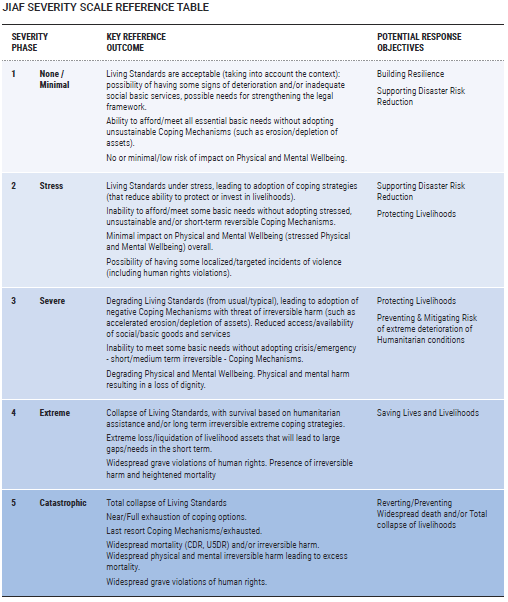 JIAF SEVERITY SCALE REFERENCE TABLE
SEVERITY PHASE
KEY REFERENCE OUTCOME
POTENTIAL RESPONSE OBJECTIVES
1
None / Minimal
Living Standards are acceptable (taking into account the context):
possibility of having some signs of deterioration and/or inadequate
social basic services, possible needs for strengthening the legal
framework.
Ability to afford/meet all essential basic needs without adopting
unsustainable Coping Mechanisms (such as erosion/depletion of
assets).
No or minimal/low risk of impact on Physical and Mental Wellbeing.
Building Resilience
Supporting Disaster Risk
Reduction
2
Stress
Living Standards under stress, leading to adoption of coping strategies
(that reduce ability to protect or invest in livelihoods).
Inability to afford/meet some basic needs without adopting stressed,
unsustainable and/or short-term reversible Coping Mechanisms.
Minimal impact on Physical and Mental Wellbeing (stressed Physical
and Mental Wellbeing) overall.
Possibility of having some localized/targeted incidents of violence
(including human rights violations).
Supporting Disaster Risk
Reduction
Protecting Livelihoods
3
Severe
Degrading Living Standards (from usual/typical), leading to adoption of
negative Coping Mechanisms with threat of irreversible harm (such as
accelerated erosion/depletion of assets). Reduced access/availability
of social/basic goods and services
Inability to meet some basic needs without adopting crisis/emergency
- short/medium term irreversible - Coping Mechanisms.
Degrading Physical and Mental Wellbeing. Physical and mental harm
resulting in a loss of dignity.
Protecting Livelihoods
Preventing & Mitigating Risk
of extreme deterioration of
Humanitarian conditions
4
Extreme
Collapse of Living Standards, with survival based on humanitarian
assistance and/or long term irreversible extreme coping strategies.
Extreme loss/liquidation of livelihood assets that will lead to large
gaps/needs in the short term.
Widespread grave violations of human rights. Presence of irreversible
harm and heightened mortality
Saving Lives and Livelihoods
5
Catastrophic
Total collapse of Living Standards
Near/Full exhaustion of coping options.
Last resort Coping Mechanisms/exhausted.
Widespread mortality (CDR, U5DR) and/or irreversible harm.
Widespread physical and mental irreversible harm leading to excess
mortality.
Widespread grave violations of human rights.
Reverting/Preventing
Widespread death and/or Total
collapse of livelihoods